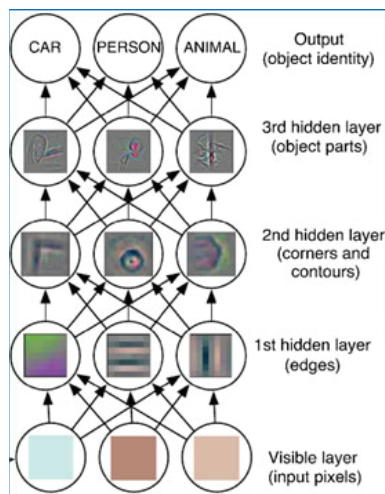 CAR PERSON ANIMAL
Output
(object identity)
3rd hidden layer
(object parts)
2nd hidden layer
(corners and
contours)
1st hidden layer
(edges)
Visible layer
(input pixels)